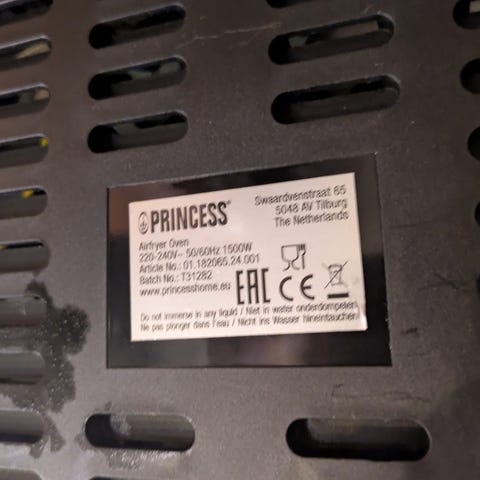 PRINCESS®
Swaardvenstraat 65
5048 AV Tilburg
The Netherlands
Airfryer Oven
220-240V~ 50/60Hz 1500W
Article No.: 01.182065.24.001
Batch No.: T31282
www.princesshome.eu
EAC CE
Do not immerse in any liquid / Niet in water onderdompelen
Ne pas plonger dans l'eau / Nicht ins Wasser hineintauchen